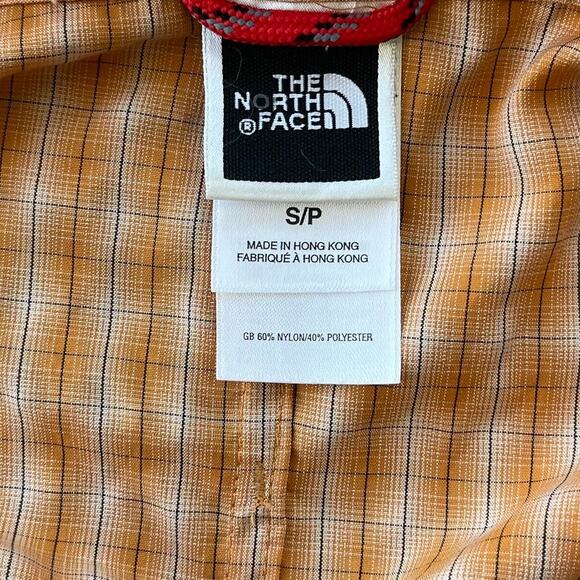 THE
NORTH
® FACE
S/P
MADE IN HONG KONG
FABRIQUÉ À HONG KONG
GB 60% NYLON/40% POLYESTER